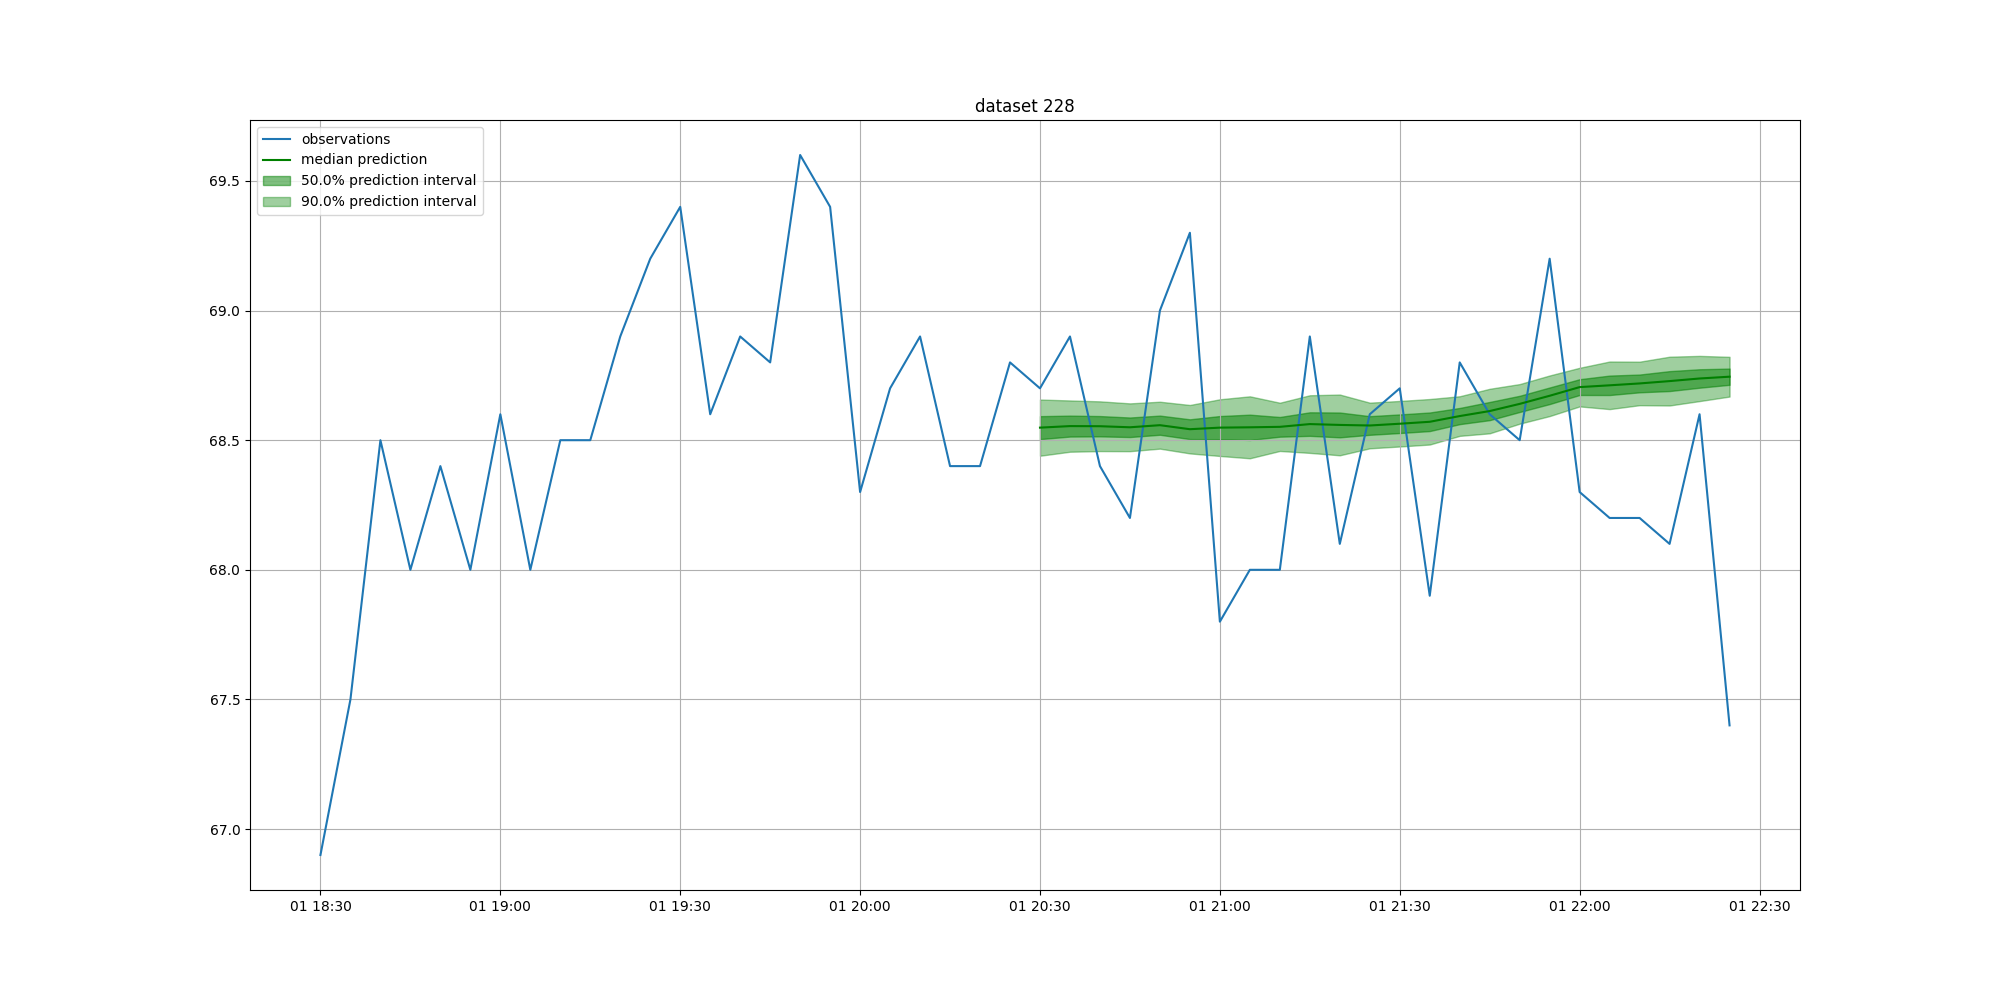 dataset 228
observations
median prediction
50.0% prediction interval
90.0% prediction interval
69.5
69.0
68.5
68.0
67.5
67.0
01 18:30 01 19:00 01 19:30 01 20:00 01 20:30 01 21:00 01 21:30 01 22:00 01 22:30